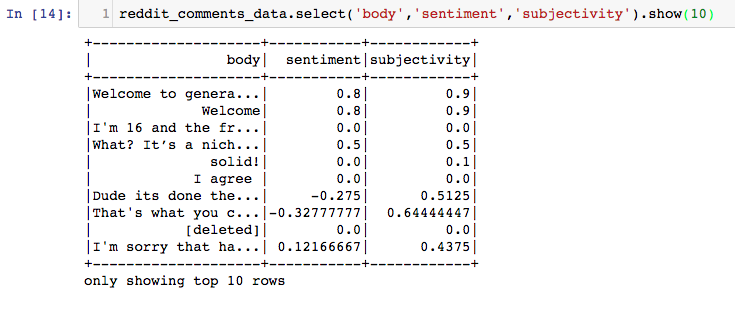 In [14]: 1 reddit_comments_data.select('body','sentiment','subjectivity').show(10)
+--------------------+-----------+------------+
|                body|  sentiment|subjectivity|
+--------------------+-----------+------------+
|Welcome to genera...|        0.8|         0.9|
|             Welcome|        0.8|         0.9|
|I'm 16 and the fr...|        0.0|         0.0|
|What? It’s a nich...|        0.5|         0.5|
|              solid!|        0.0|         0.1|
|            I agree |        0.0|         0.0|
|Dude its done the...|     -0.275|      0.5125|
|That's what you c...|-0.32777777|  0.64444447|
|           [deleted]|        0.0|         0.0|
|I'm sorry that ha...| 0.12166667|      0.4375|
+--------------------+-----------+------------+
only showing top 10 rows